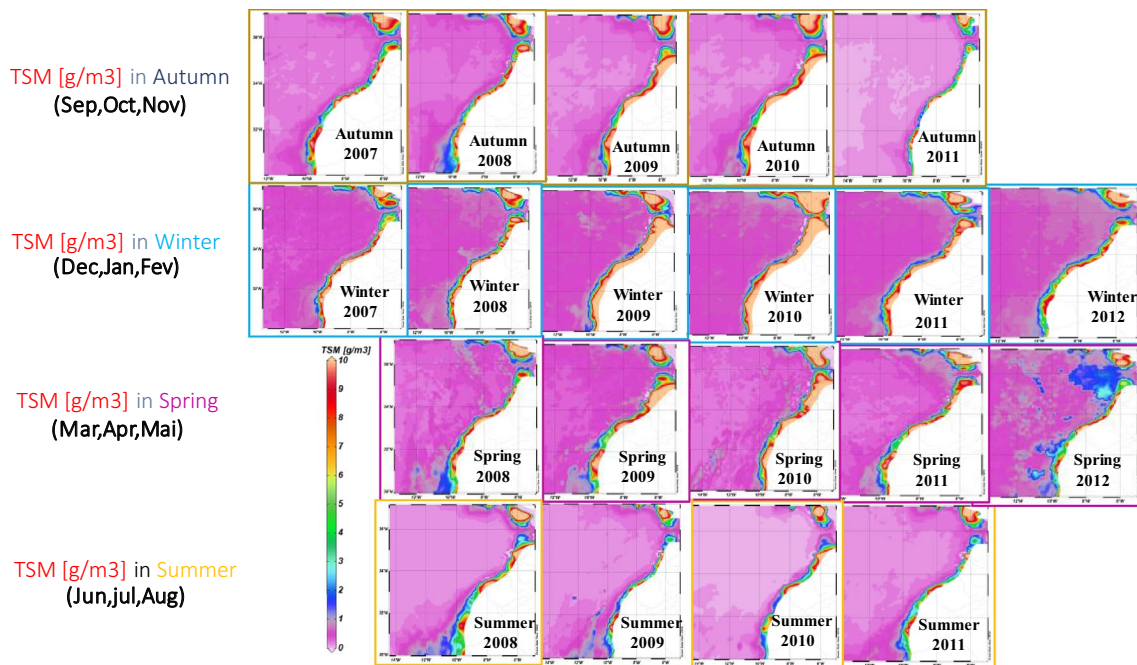 TSM [g/m3] in Autumn
(Sep,Oct,Nov)
Autumn
2007
Autumn
2008
Autumn
2009
Autumn
2010
Autumn
2011
TSM [g/m3] in Winter
(Dec,Jan,Fev)
Winter
2007
Winter
2008
Winter
2009
Winter
2010
Winter
2011
Winter
2012
TSM [g/m3]
10
9
8
7
6
5
4
3
2
1
0
TSM [g/m3] in Spring
(Mar,Apr,Mai)
Spring
2008
Spring
2009
Spring
2010
Spring
2011
Spring
2012
TSM [g/m3] in Summer
(Jun,jul,Aug)
Summer
2008
Summer
2009
Summer
2010
Summer
2011